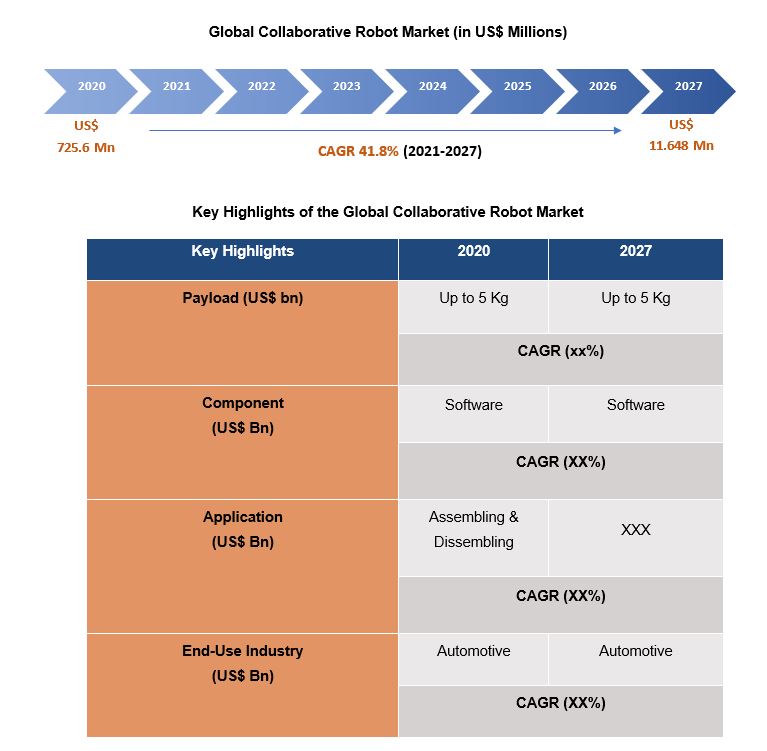 Global Collaborative Robot Market (in US$ Millions)
2020 2021 2022 2023 2024 2025 2026 2027
US$
725.6 Mn
US$
11.648 Mn
CAGR 41.8% (2021-2027)
Key Highlights of the Global Collaborative Robot Market
Key Highlights 2020 2027
Payload (US$ bn) Up to 5 Kg Up to 5 Kg
CAGR (xx%)
Component
(US$ Bn)
Software Software
CAGR (XX%)
Application
(US$ Bn)
Assembling &
Dissembling
XXX
CAGR (XX%)
End-Use Industry
(US$ Bn)
Automotive Automotive
CAGR (XX%)